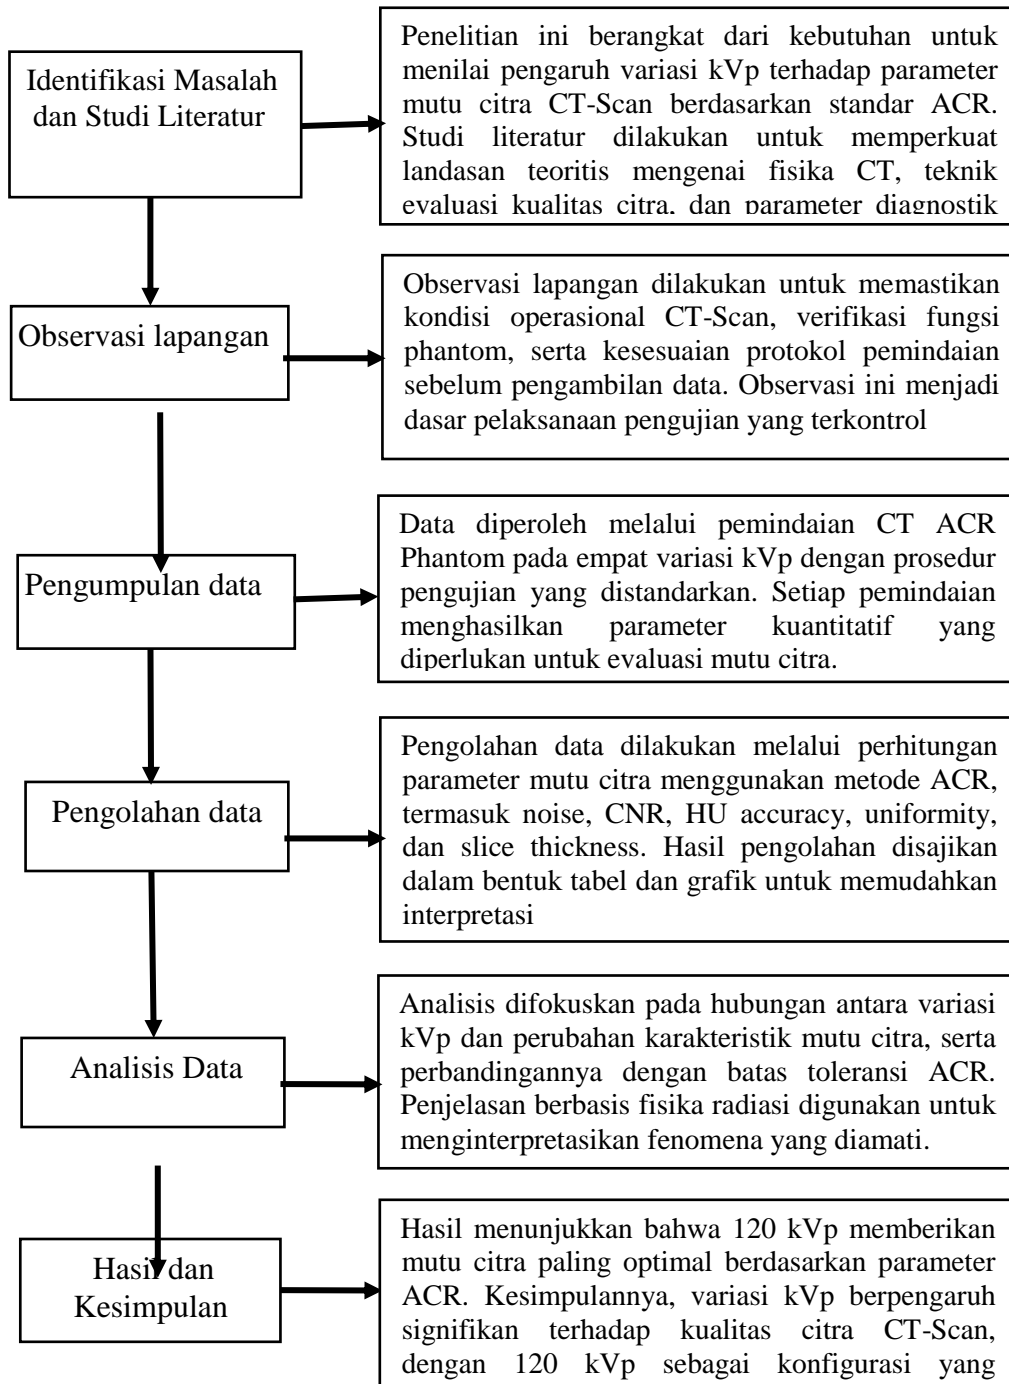 Identifikasi Masalah
dan Studi Literatur
Penelitian ini berangkat dari kebutuhan untuk
menilai pengaruh variasi kVp terhadap parameter
mutu citra CT-Scan berdasarkan standar ACR.
Studi literatur dilakukan untuk memperkuat
landasan teoritis mengenai fisika CT, teknik
evaluasi kualitas citra, dan parameter diagnostik
Observasi lapangan
Observasi lapangan dilakukan untuk memastikan
kondisi operasional CT-Scan, verifikasi fungsi
phantom, serta kesesuaian protokol pemindaian
sebelum pengambilan data. Observasi ini menjadi
dasar pelaksanaan pengujian yang terkontrol
Pengumpulan data
Data diperoleh melalui pemindaian CT ACR
Phantom pada empat variasi kVp dengan prosedur
pengujian yang distandarkan. Setiap pemindaian
menghasilkan parameter kuantitatif yang
diperlukan untuk evaluasi mutu citra.
Pengolahan data
Pengolahan data dilakukan melalui perhitungan
parameter mutu citra menggunakan metode ACR,
termasuk noise, CNR, HU accuracy, uniformity,
dan slice thickness. Hasil pengolahan disajikan
dalam bentuk tabel dan grafik untuk memudahkan
interpretasi
Analisis Data
Analisis difokuskan pada hubungan antara variasi
kVp dan perubahan karakteristik mutu citra, serta
perbandingannya dengan batas toleransi ACR.
Penjelasan berbasis fisika radiasi digunakan untuk
menginterpretasikan fenomena yang diamati.
Hasil dan
Kesimpulan
Hasil menunjukkan bahwa 120 kVp memberikan
mutu citra paling optimal berdasarkan parameter
ACR. Kesimpulannya, variasi kVp berpengaruh
signifikan terhadap kualitas citra CT-Scan,
dengan 120 kVp sebagai konfigurasi yang